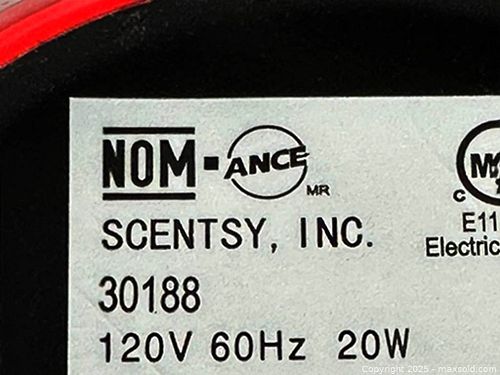 NOM-ANCE
MR
SCENTSY, INC.
30188
120V 60Hz 20W
C
E11
Electric
Copyright 2025 - maxsold.com